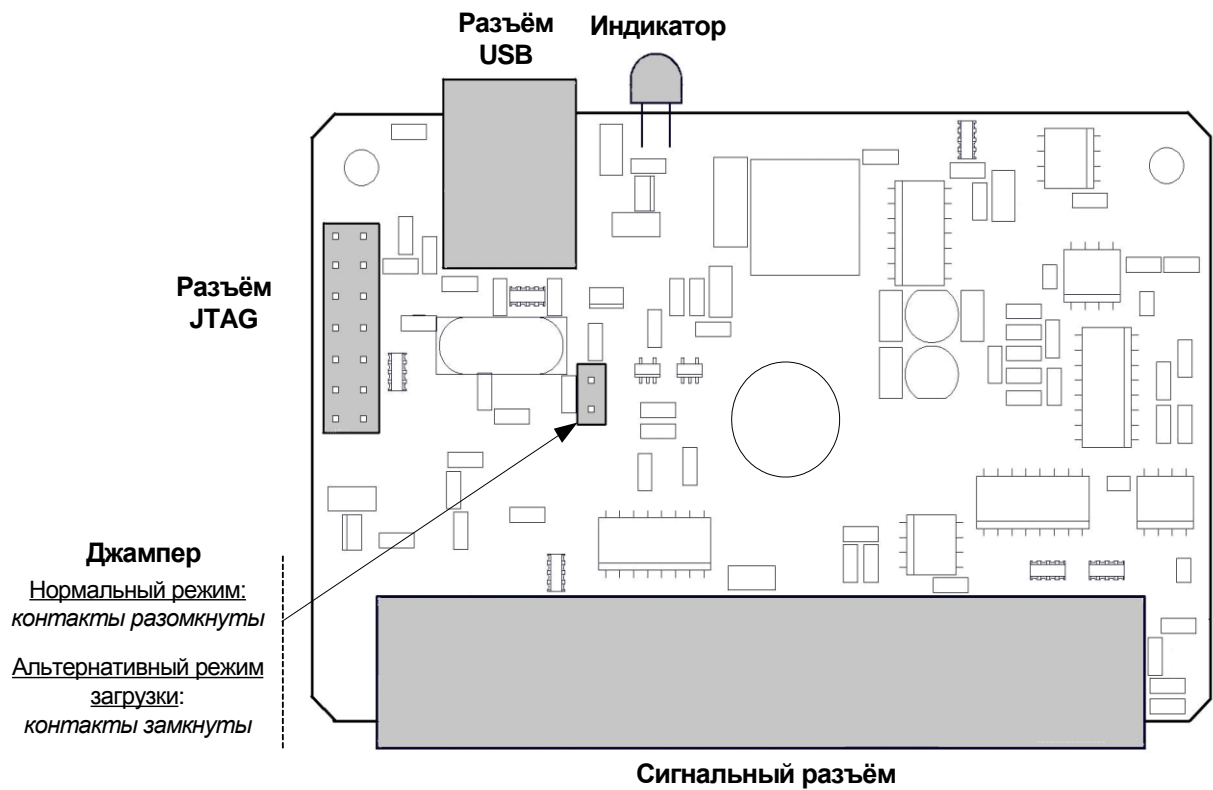 Разъём
USB
Индикатор
Разъём
JTAG
Джампер
Нормальный режим:
контакты разомкнуты
Альтернативный режим
загрузки:
контакты замкнуты
Сигнальный разъём